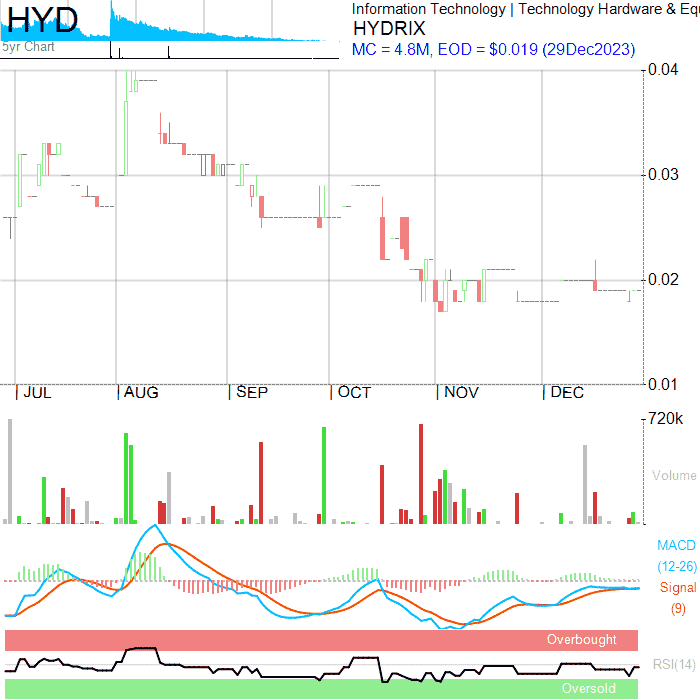 HYD
5yr Chart
Information Technology | Technology Hardware & Equ
HYDRIX
MC = 4.8M, EOD = $0.019 (29Dec2023)
0.04
0.03
0.02
0.01
JUL AUG SEP OCT NOV DEC
720k
Volume
MACD
(12-26)
Signal
(9)
Overbought
RSI(14)
Oversold